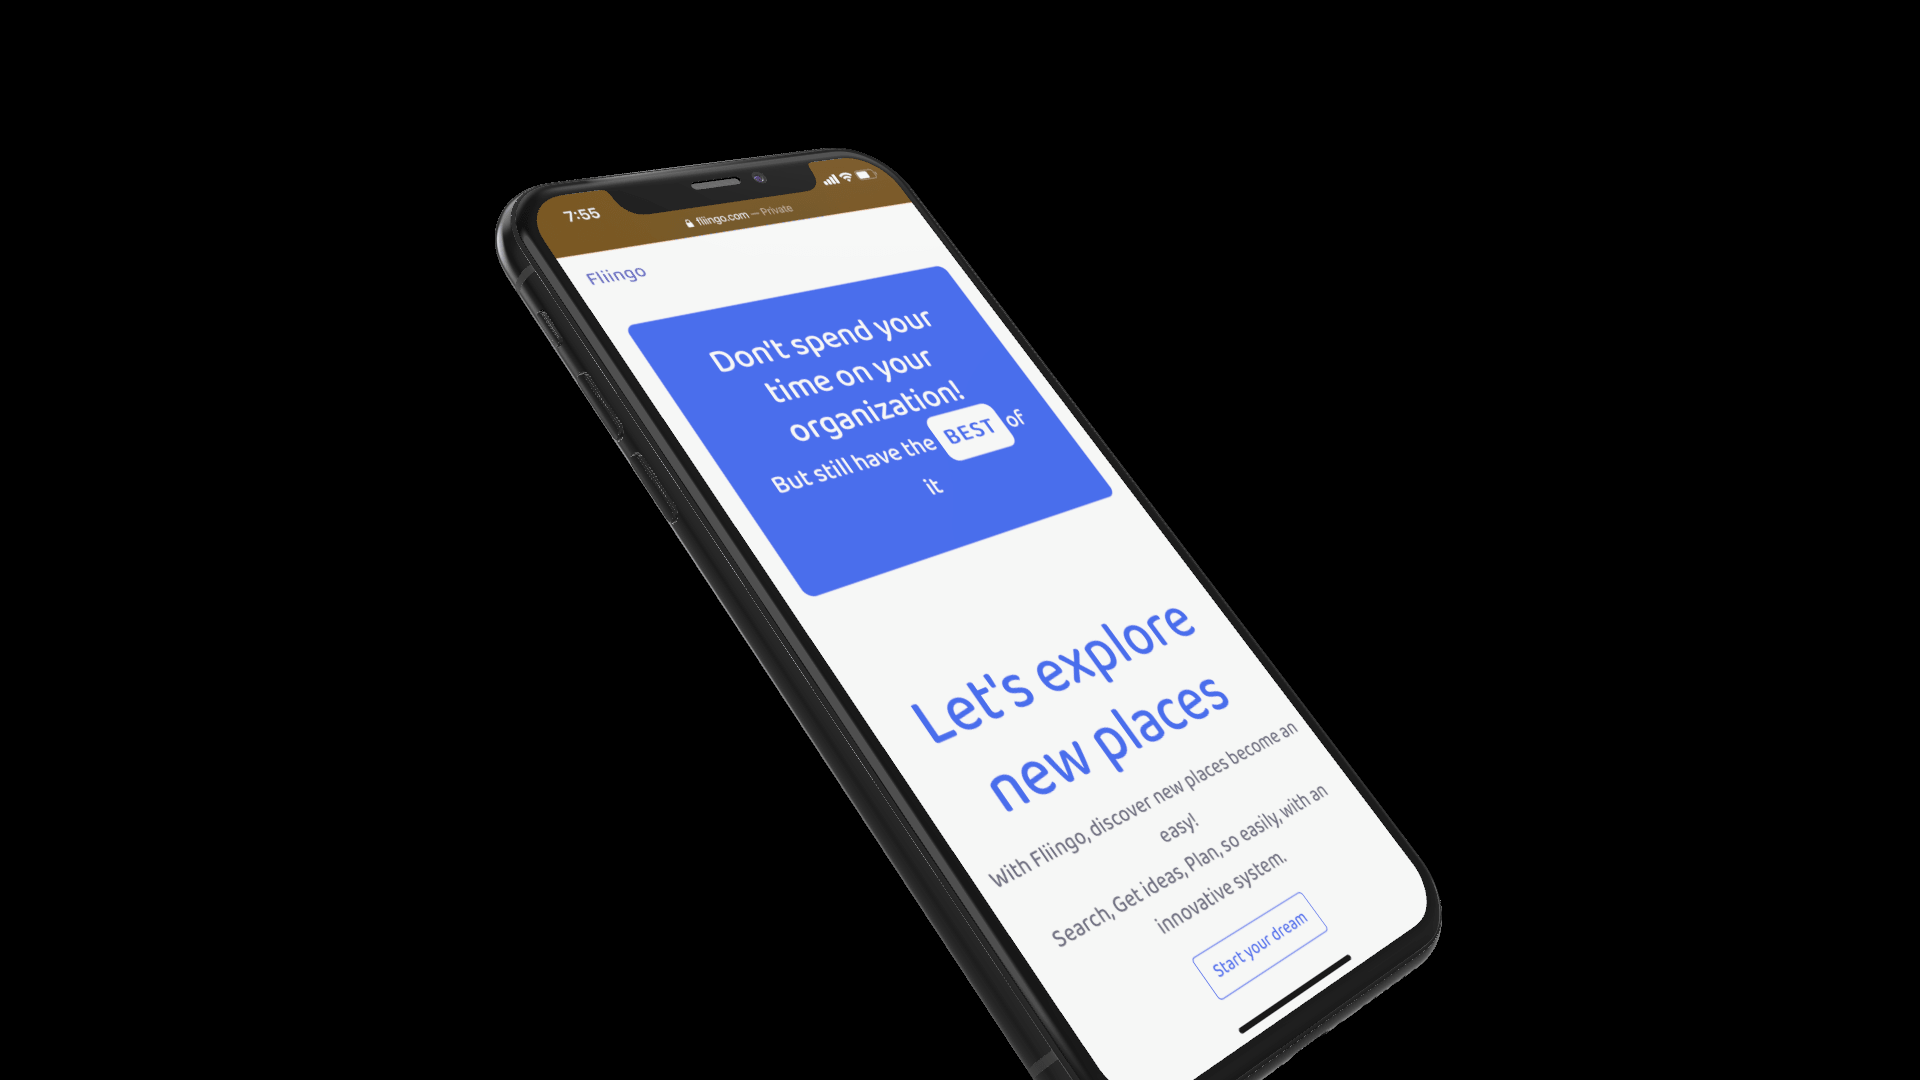 7:55
fliingo.com — Private
Fliingo
Don't spend your
time on your
organization!
But still have the BEST of
it
Let's explore
new places
With Fliingo, discover new places become an
easy!
Search, Get ideas, Plan, so easily, with an
innovative system.
Start your dream